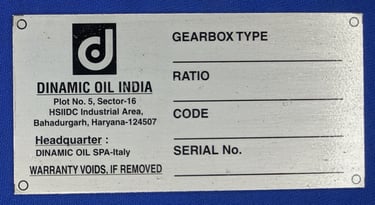 d
DINAMIC OIL INDIA
Plot No. 5, Sector-16
HSIIDC Industrial Area,
Bahadurgarh, Haryana-124507
Headquarter :
DINAMIC OIL SPA-Italy
WARRANTY VOIDS, IF REMOVED
GEARBOX TYPE
RATIO
CODE
SERIAL No.